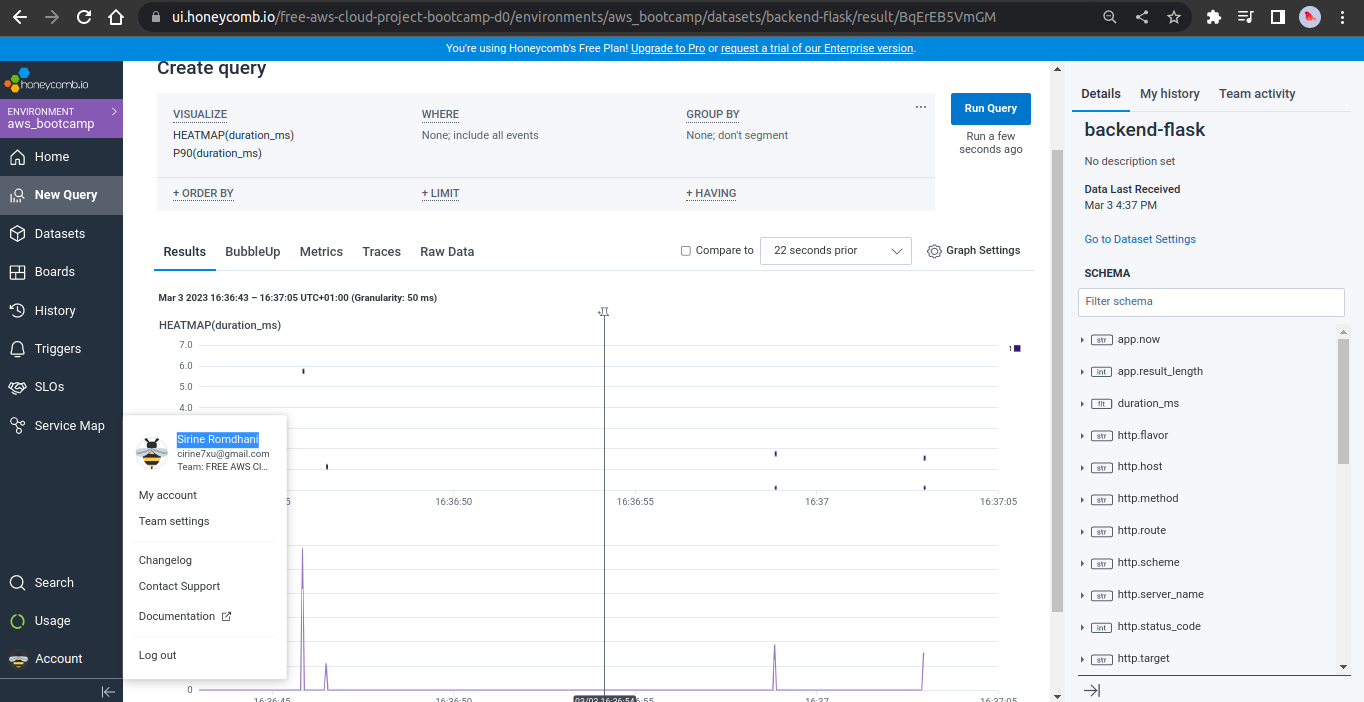 ui.honeycomb.io/free-aws-cloud-project-bootcamp-d0/environments/aws_bootcamp/datasets/backend-flask/result/BqErEB5VmGM
You're using Honeycomb's Free Plan! Upgrade to Pro or request a trial of our Enterprise version.
honeycomb.io
ENVIRONMENT
aws_bootcamp
Home
New Query
Datasets
Boards
History
Triggers
SLOs
Service Map
Sirine Romdhani
cirine7xu@gmail.com
Team: FREE AWS Cl...
My account
Team settings
Changelog
Contact Support
Documentation
Log out
Search
Usage
Account
Create query
VISUALIZE
HEATMAP(duration_ms)
P90(duration_ms)
WHERE
None; include all events
GROUP BY
None; don't segment
+ ORDER BY
+ LIMIT
+ HAVING
Run Query
Run a few
seconds ago
Results BubbleUp Metrics Traces Raw Data
Compare to 22 seconds prior Graph Settings
Mar 3 2023 16:36:43 – 16:37:05 UTC+01:00 (Granularity: 50 ms)
HEATMAP(duration_ms)
7.0
6.0
5.0
4.0
1
5 16:36:50 16:36:55 16:37 16:37:05
0
16:36:45 16:36:50 03/03 16:36:54 :55 16:37 16:37:05
Details My history Team activity
backend-flask
No description set
Data Last Received
Mar 3 4:37 PM
Go to Dataset Settings
SCHEMA
Filter schema
str app.now
int app.result_length
flt duration_ms
str http.flavor
str http.host
str http.method
str http.route
str http.scheme
str http.server_name
int http.status_code
str http.target